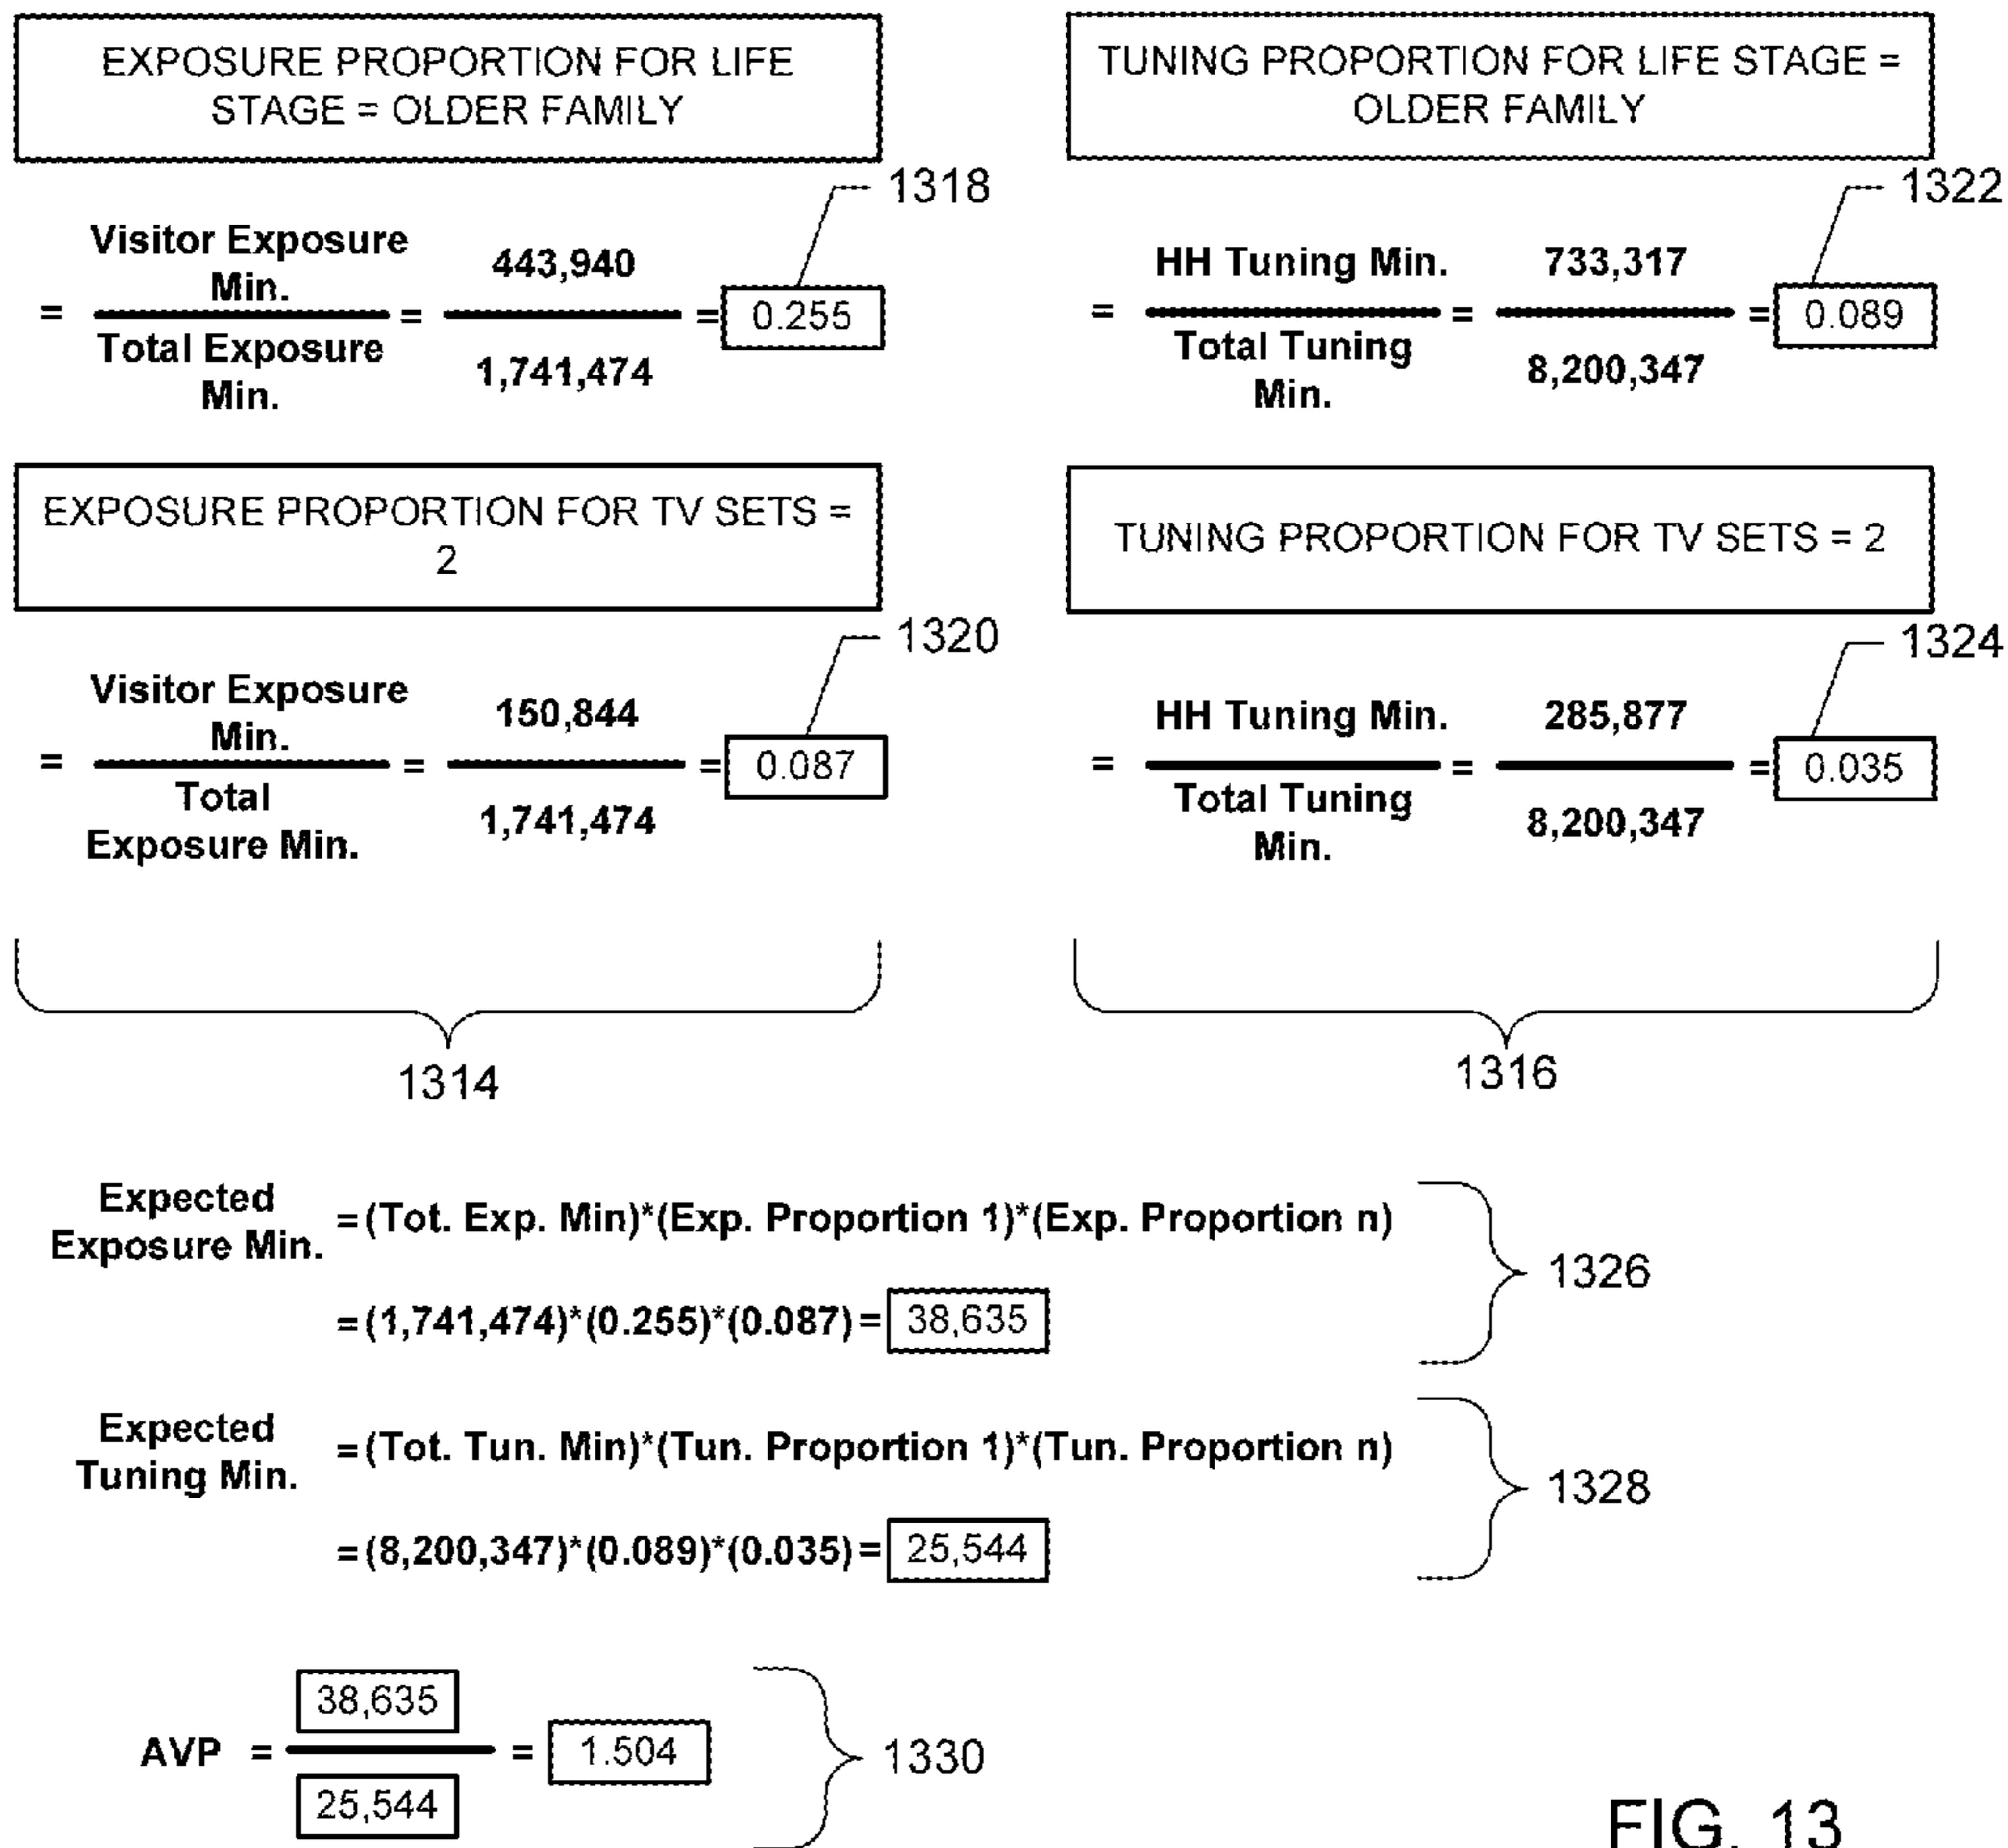 EXPOSURE PROPORTION FOR LIFE
STAGE = OLDER FAMILY
1318
Visitor Exposure
Min.
443,940
= = = 0.255
Total Exposure
Min.
1,741,474
TUNING PROPORTION FOR LIFE STAGE =
OLDER FAMILY
1322
HH Tuning Min.
733,317
= = = 0.089
Total Tuning
Min.
8,200,347
EXPOSURE PROPORTION FOR TV SETS =
2
1320
Visitor Exposure
Min.
150,844
= = = 0.087
Total
Exposure Min.
1,741,474
TUNING PROPORTION FOR TV SETS = 2
1324
HH Tuning Min.
285,877
= = = 0.035
Total Tuning
Min.
8,200,347
1314
1316
Expected
Exposure Min.
=(Tot. Exp. Min)*(Exp. Proportion 1)*(Exp. Proportion n)
=(1,741,474)*(0.255)*(0.087)= 38,635
1326
Expected
Tuning Min.
=(Tot. Tun. Min)*(Tun. Proportion 1)*(Tun. Proportion n)
=(8,200,347)*(0.089)*(0.035)= 25,544
1328
38,635
AVP = = 1.504
25,544
1330
FIG. 13